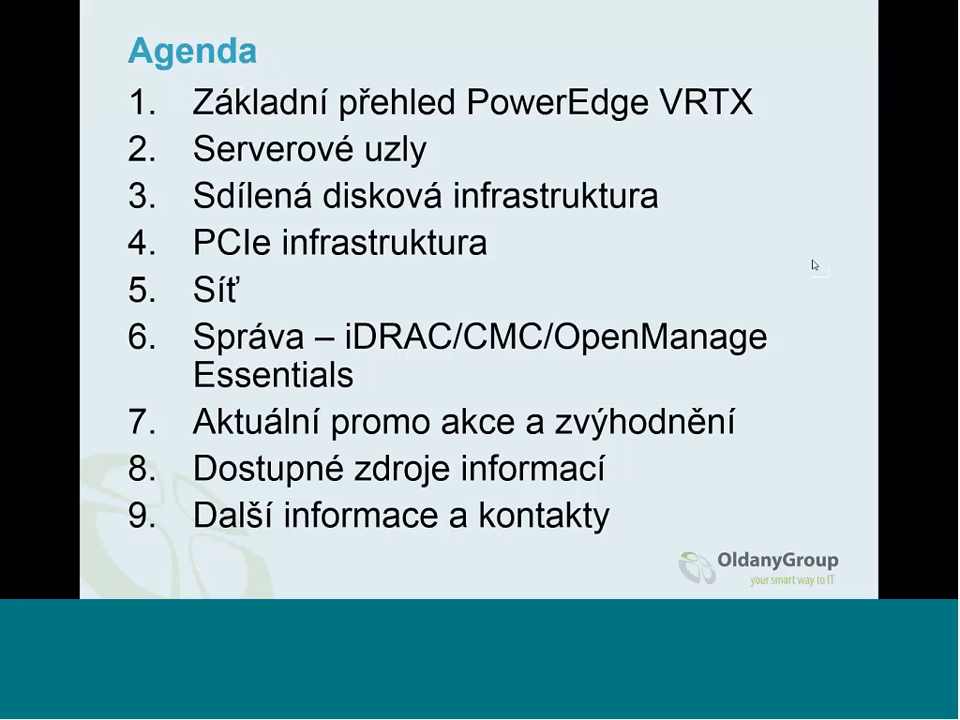 Agenda
1. Základní přehled PowerEdge VRTX
2. Serverové uzly
3. Sdílená disková infrastruktura
4. PCIe infrastruktura
5. Síť
6. Správa – iDRAC/CMC/OpenManage
Essentials
7. Aktuální promo akce a zvýhodnění
8. Dostupné zdroje informací
9. Další informace a kontakty
OldanyGroup
your smart way to IT